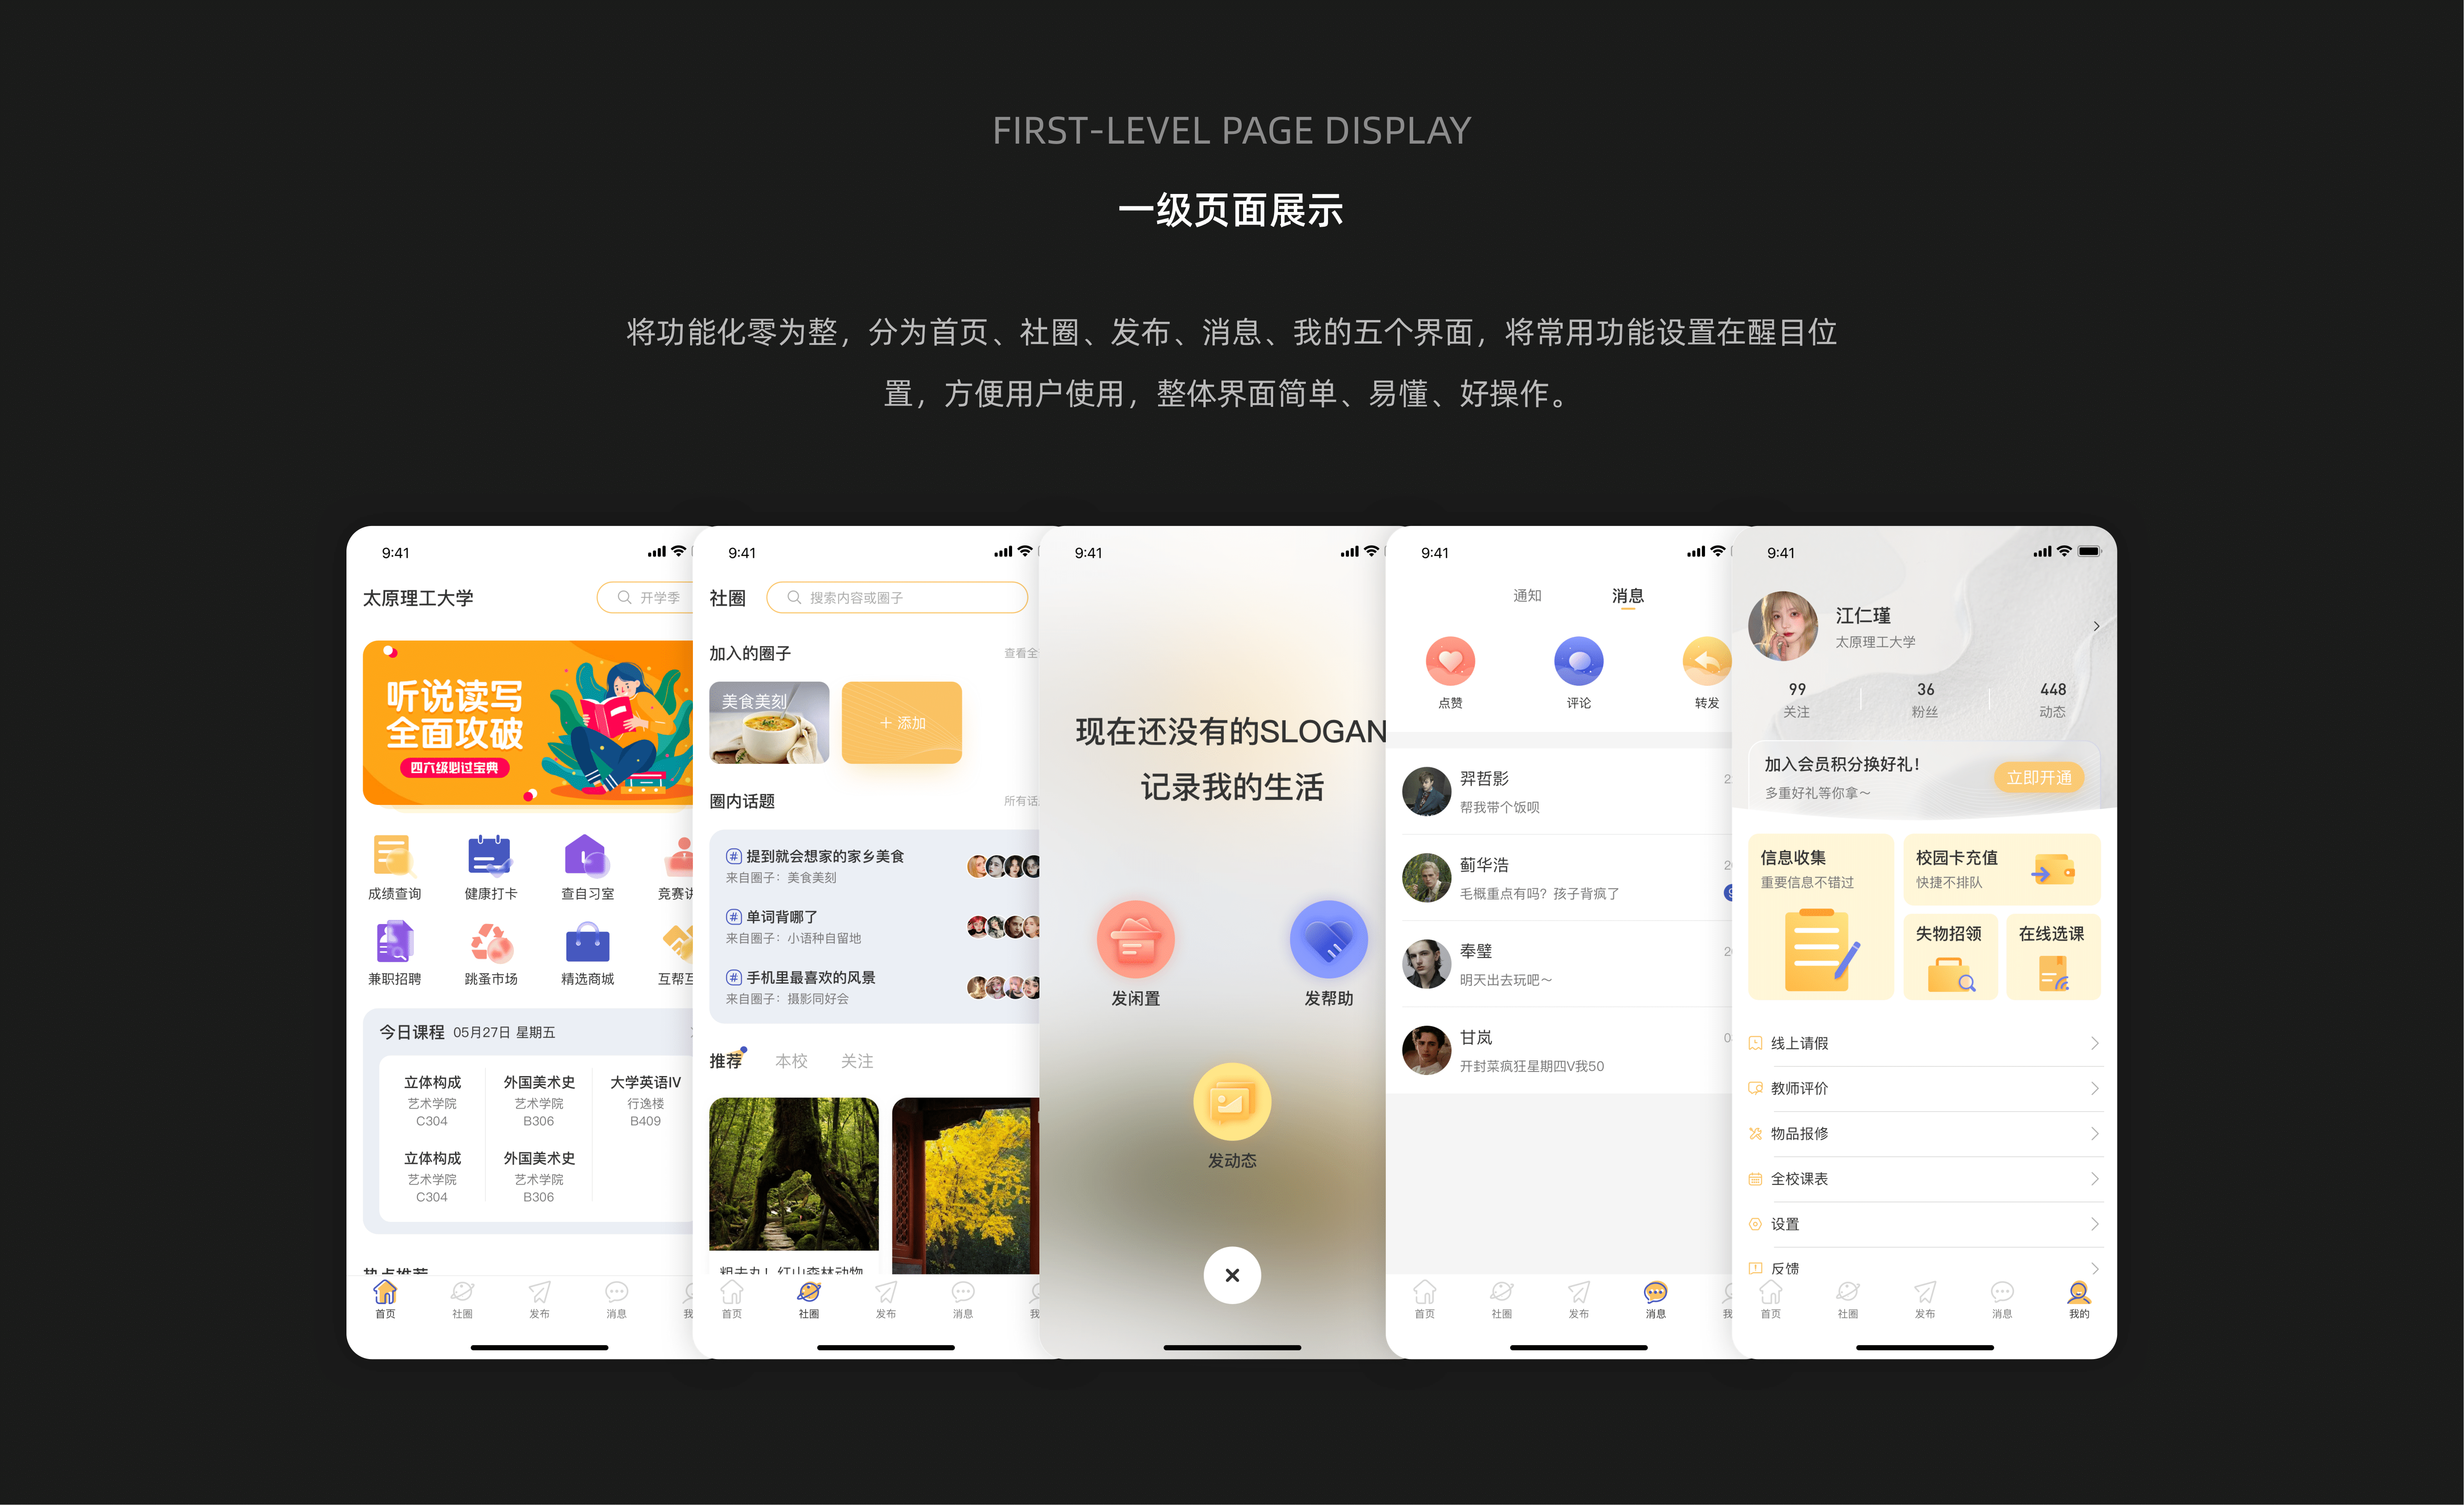 FIRST-LEVEL PAGE DISPLAY
一级页面展示
将功能化零为整，分为首页、社圈、发布、消息、我的五个界面，将常用功能设置在醒目位
置，方便用户使用，整体界面简单、易懂、好操作。
9:41
太原理工大学
开学季
听说读写
全面攻破
四六级必过宝典
成绩查询 健康打卡 查自习室 竞赛
兼职招聘 跳蚤市场 精选商城 互帮
今日课程 05月27日 星期五
立体构成 外国美术史 大学英语IV
艺术学院 艺术学院 行逸楼
C304 B306 B409
立体构成 外国美术史
艺术学院 艺术学院
C304 B306
首页 社圈 发布 消息 我
9:41
社圈 搜索内容或圈子
加入的圈子 查看全
美食美刻
+ 添加
圈内话题 所有话
# 提到就会想家的家乡美食
来自圈子：美食美刻
# 单词背哪了
来自圈子：小语种自留地
# 手机里最喜欢的风景
来自圈子：摄影同好会
推荐 本校 关注
首页 社圈 发布 消息 我
9:41
现在还没有的SLOGAN
记录我的生活
发闲置 发帮助
发动态
9:41
通知 消息
点赞 评论 转发
羿哲影
帮我带个饭呗
蓟华浩
毛概重点有吗？孩子背疯了
奉璧
明天出去玩吧～
甘岚
开封菜疯狂星期四V我50
首页 社圈 发布 消息 我
9:41
江仁瑾
太原理工大学
99 36 448
关注 粉丝 动态
加入会员积分换好礼！
多重好礼等你拿～
立即开通
信息收集
重要信息不错过
校园卡充值
快捷不排队
失物招领 在线选课
线上请假
教师评价
物品报修
全校课表
设置
反馈
首页 社圈 发布 消息 我的